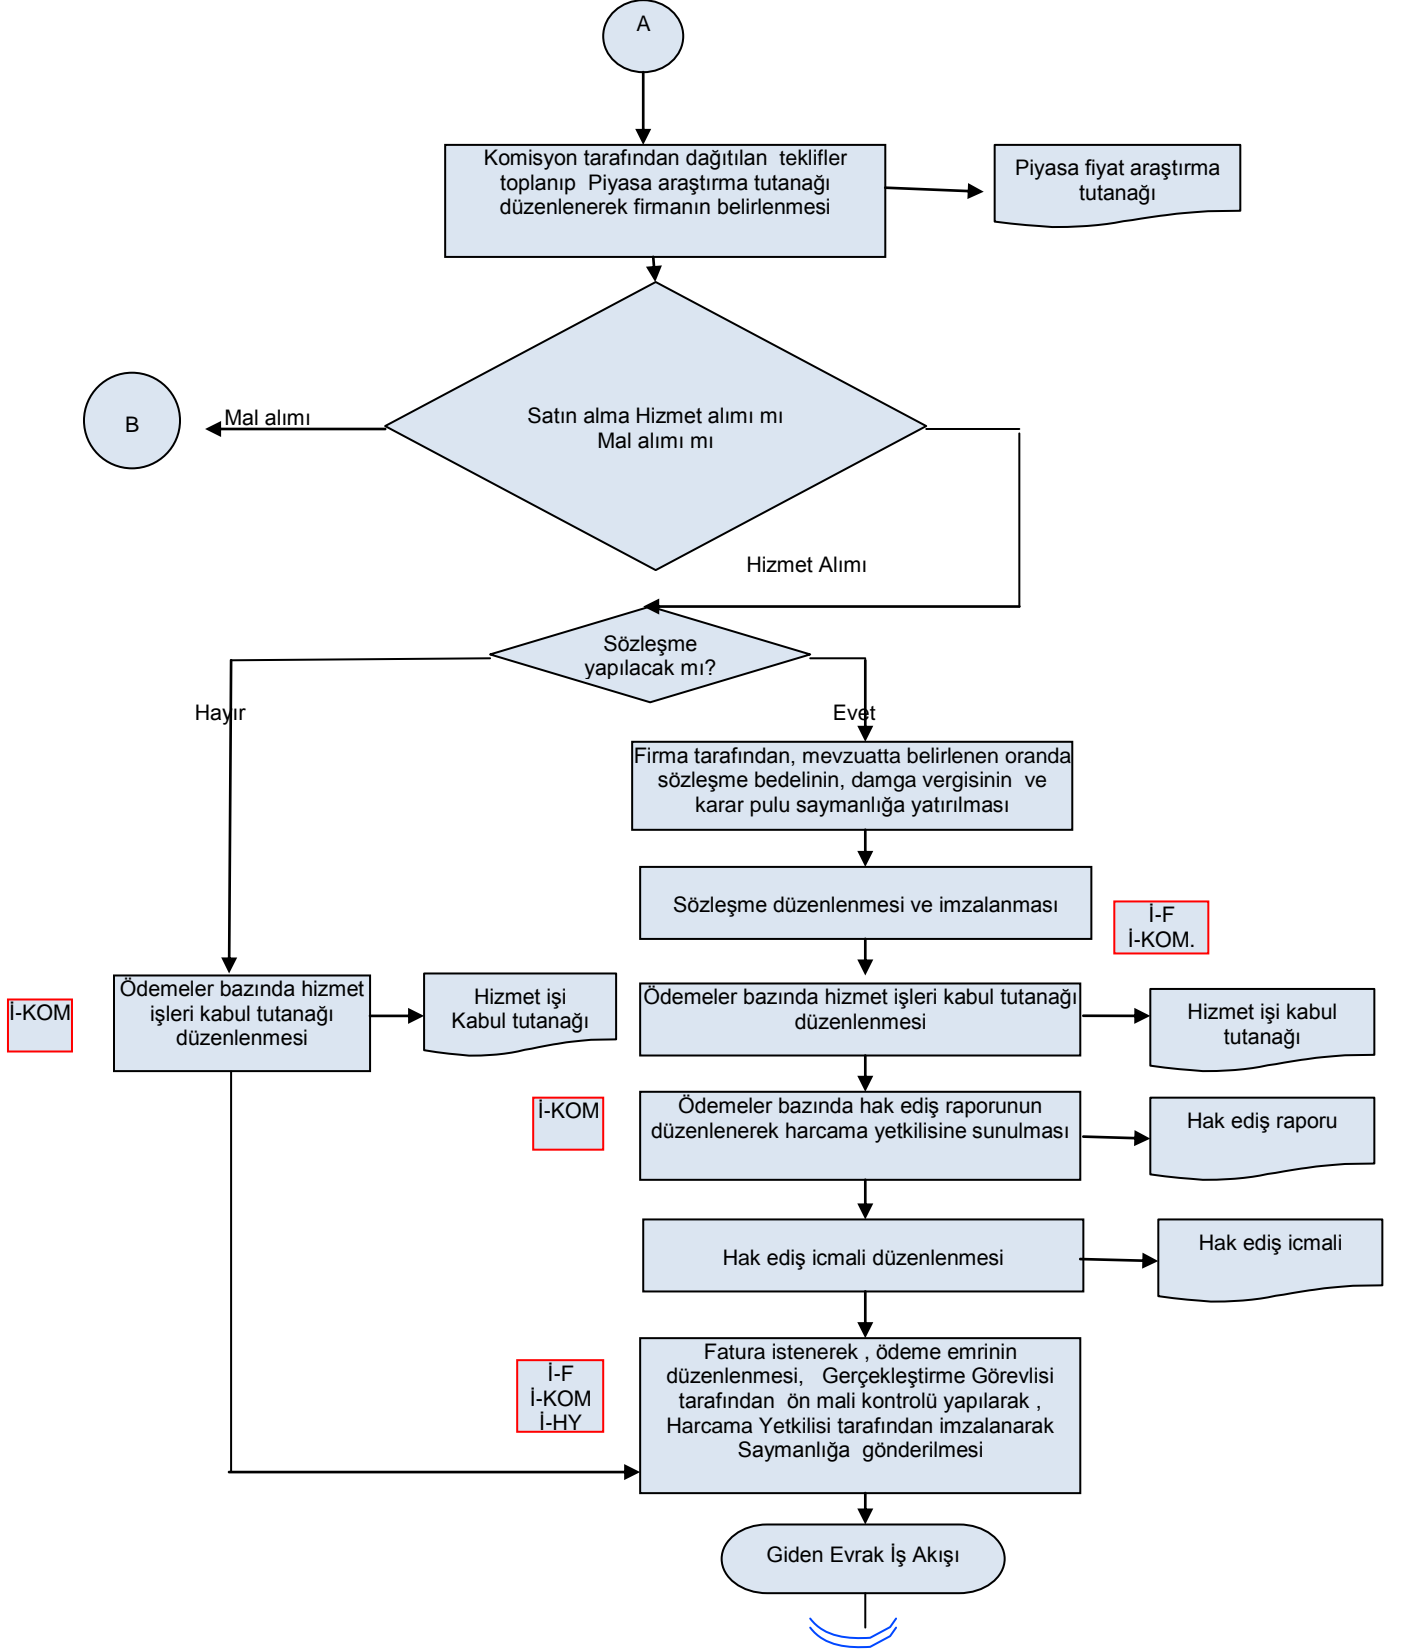 A
Komisyon tarafından dağıtılan teklifler
toplanıp Piyasa araştırma tutanağı
düzenlenerek firmanın belirlenmesi
Piyasa fiyat araştırma
tutanağı
Satın alma Hizmet alımı mı
Mal alımı mı
Mal alımı
B
Hizmet Alımı
Sözleşme
yapılacak mı?
Hayır
Evet
Firma tarafından, mevzuatta belirlenen oranda
sözleşme bedelinin, damga vergisinin ve
karar pulu saymanlığa yatırılması
Sözleşme düzenlenmesi ve imzalanması
İ-F
İ-KOM.
İ-KOM
Ödemeler bazında hizmet
işleri kabul tutanağı
düzenlenmesi
Hizmet işi
Kabul tutanağı
Ödemeler bazında hizmet işleri kabul tutanağı
düzenlenmesi
Hizmet işi kabul
tutanağı
İ-KOM
Ödemeler bazında hak ediş raporunun
düzenlenerek harcama yetkilisine sunulması
Hak ediş raporu
Hak ediş icmali düzenlenmesi
Hak ediş icmali
İ-F
İ-KOM
İ-HY
Fatura istenerek , ödeme emrinin
düzenlenmesi, Gerçekleştirme Görevlisi
tarafından ön mali kontrolü yapılarak ,
Harcama Yetkilisi tarafından imzalanarak
Saymanlığa gönderilmesi
Giden Evrak İş Akışı